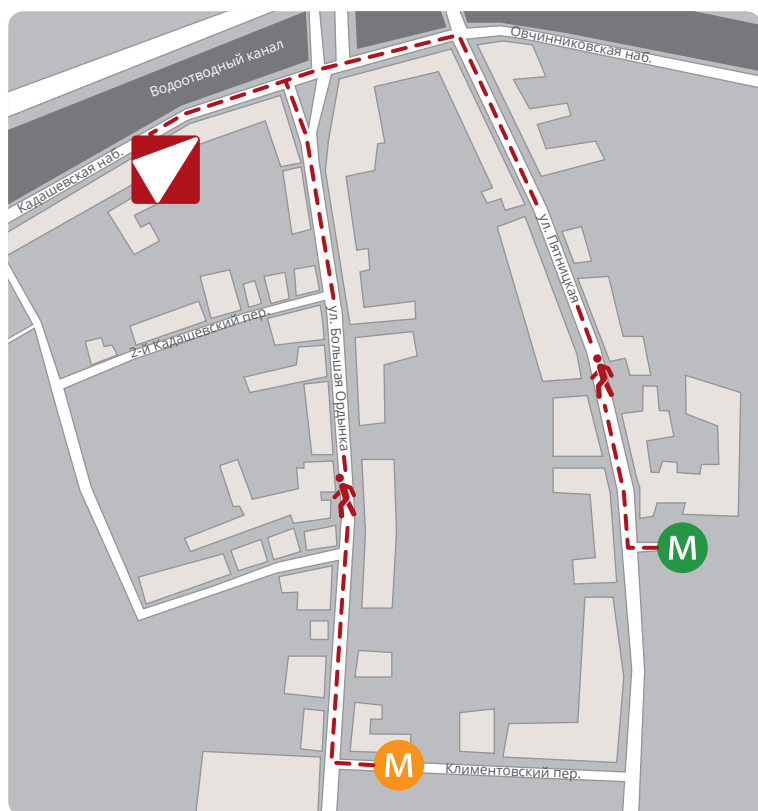 Овчинниковская наб.
Водоотводный канал
Кадашевская наб.
ул. Пятницкая
2-й Кадашевский пер.
ул. Большая Ордынка
М
М
Климентовский пер.